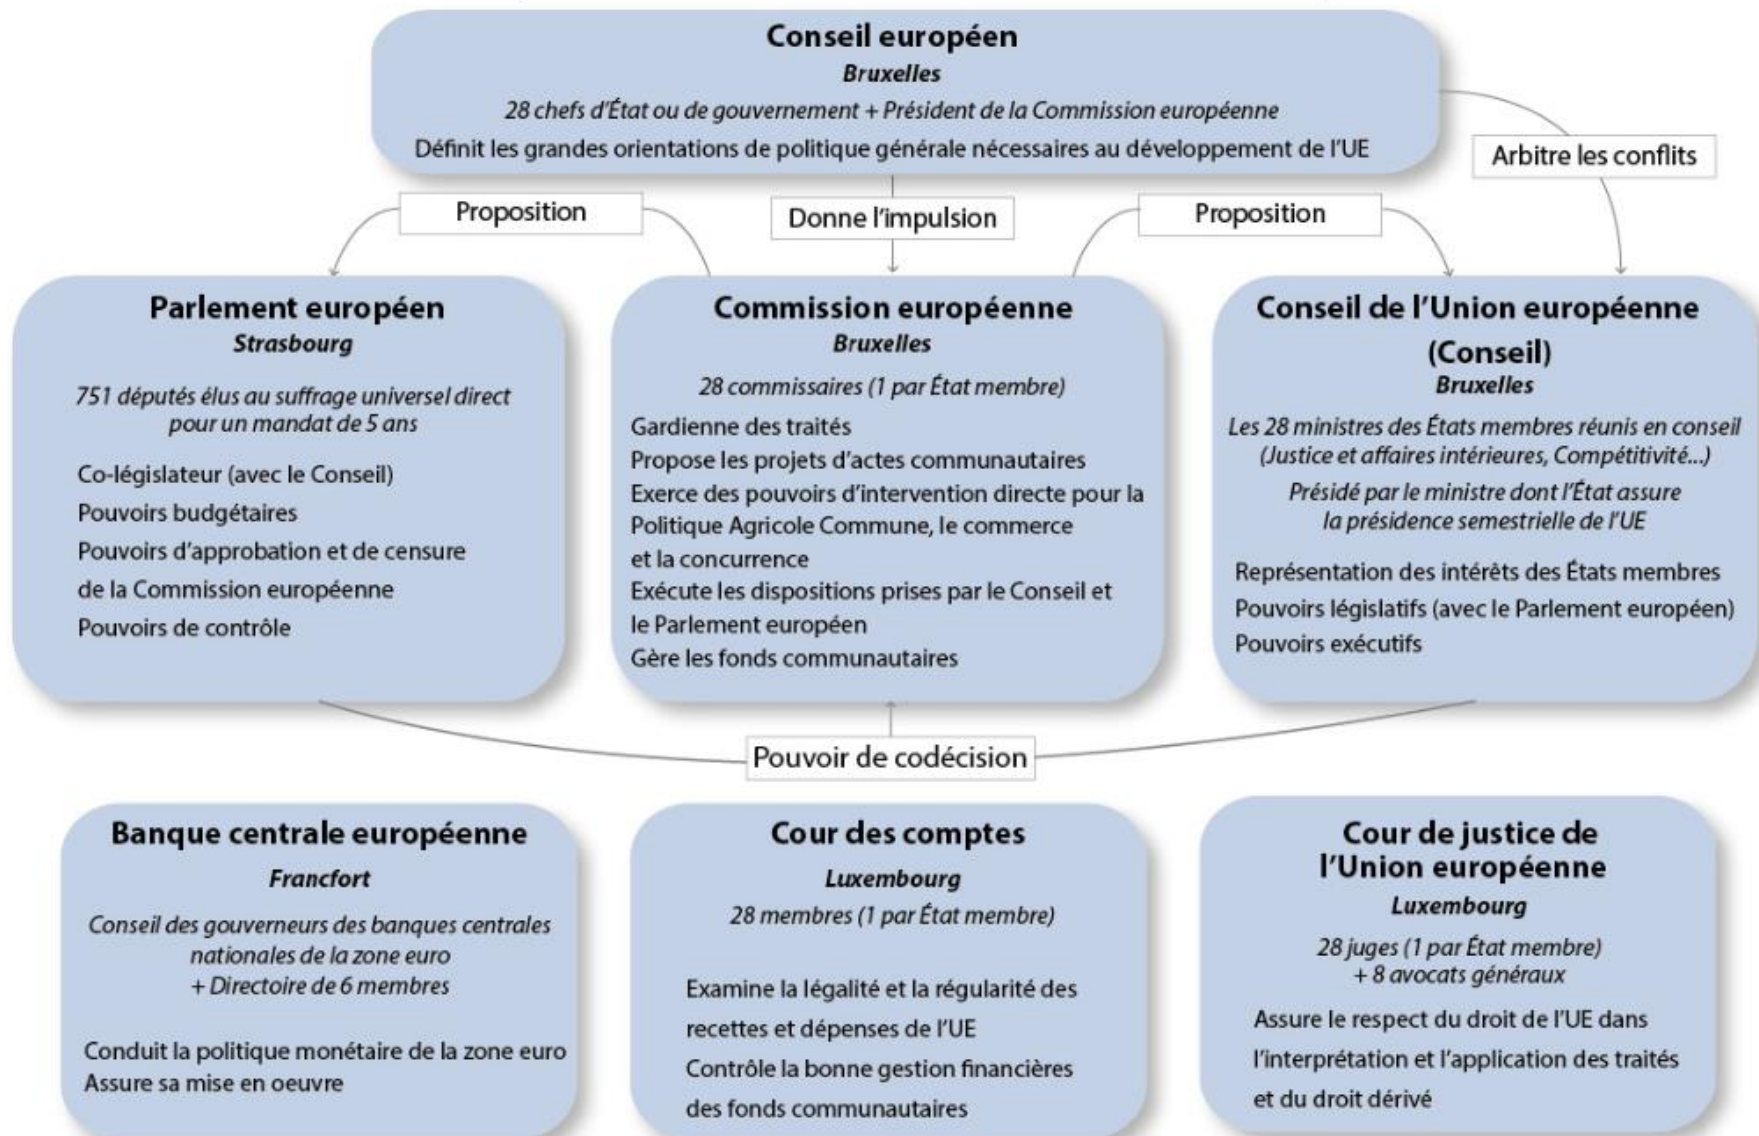 Conseil européen
Bruxelles
28 chefs d'État ou de gouvernement + Président de la Commission européenne
Définit les grandes orientations de politique générale nécessaires au développement de l'UE
Arbitre les conflits
Proposition
Donne l'impulsion
Proposition
Parlement européen
Strasbourg
751 députés élus au suffrage universel direct
pour un mandat de 5 ans
Co-législateur (avec le Conseil)
Pouvoirs budgétaires
Pouvoirs d'approbation et de censure
de la Commission européenne
Pouvoirs de contrôle
Commission européenne
Bruxelles
28 commissaires (1 par État membre)
Gardienne des traités
Propose les projets d'actes communautaires
Exerce des pouvoirs d'intervention directe pour la
Politique Agricole Commune, le commerce
et la concurrence
Exécute les dispositions prises par le Conseil et
le Parlement européen
Gère les fonds communautaires
Conseil de l'Union européenne
(Conseil)
Bruxelles
Les 28 ministres des États membres réunis en conseil
(Justice et affaires intérieures, Compétitivité...)
Présidé par le ministre dont l'État assure
la présidence semestrielle de l'UE
Représentation des intérêts des États membres
Pouvoirs législatifs (avec le Parlement européen)
Pouvoirs exécutifs
Pouvoir de codécision
Banque centrale européenne
Francfort
Conseil des gouverneurs des banques centrales
nationales de la zone euro
+ Directoire de 6 membres
Conduit la politique monétaire de la zone euro
Assure sa mise en oeuvre
Cour des comptes
Luxembourg
28 membres (1 par État membre)
Examine la légalité et la régularité des
recettes et dépenses de l'UE
Contrôle la bonne gestion financières
des fonds communautaires
Cour de justice de
l'Union européenne
Luxembourg
28 juges (1 par État membre)
+ 8 avocats généraux
Assure le respect du droit de l'UE dans
l'interprétation et l'application des traités
et du droit dérivé